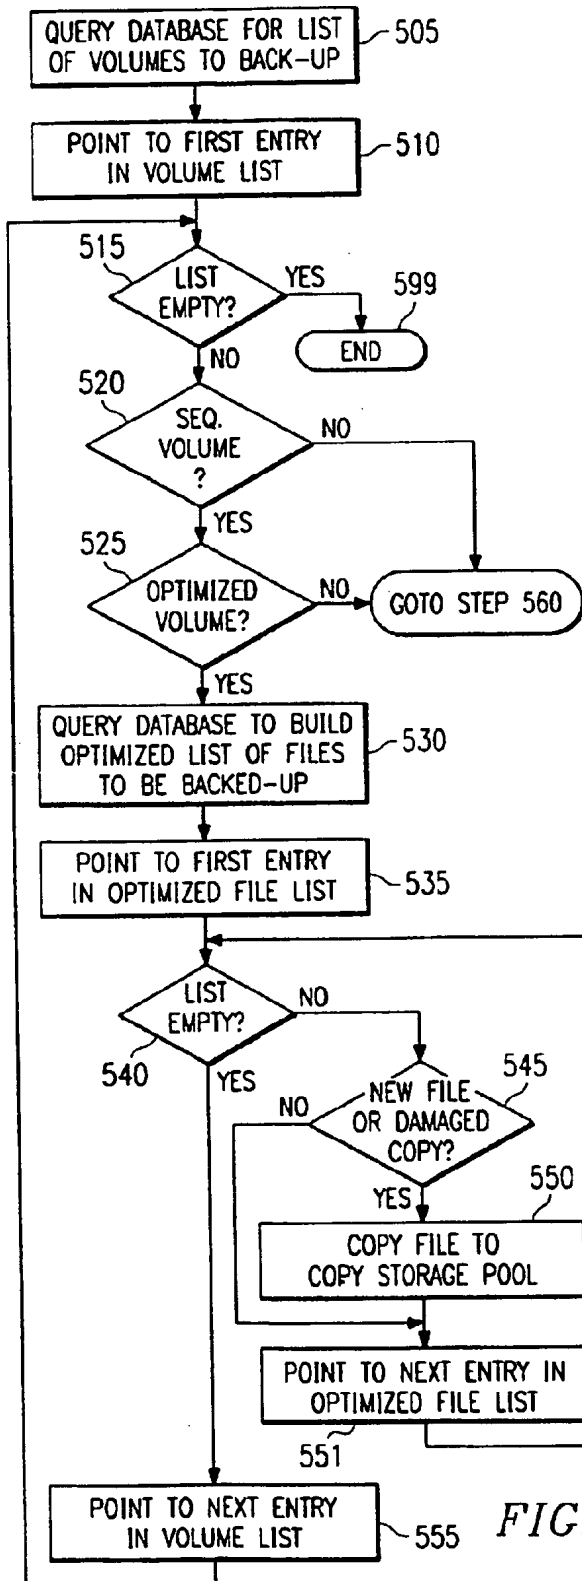 QUERY DATABASE FOR LIST
OF VOLUMES TO BACK-UP
505
POINT TO FIRST ENTRY
IN VOLUME LIST
510
515
LIST
EMPTY?
YES
599
END
NO
520
SEQ.
VOLUME
?
NO
YES
525
OPTIMIZED
VOLUME?
NO
GOTO STEP 560
YES
QUERY DATABASE TO BUILD
OPTIMIZED LIST OF FILES
TO BE BACKED-UP
530
POINT TO FIRST ENTRY
IN OPTIMIZED FILE LIST
535
LIST
EMPTY?
NO
540
YES
545
NEW FILE
OR DAMAGED
COPY?
NO
YES
550
COPY FILE TO
COPY STORAGE POOL
POINT TO NEXT ENTRY IN
OPTIMIZED FILE LIST
551
POINT TO NEXT ENTRY
IN VOLUME LIST
555
FIG.